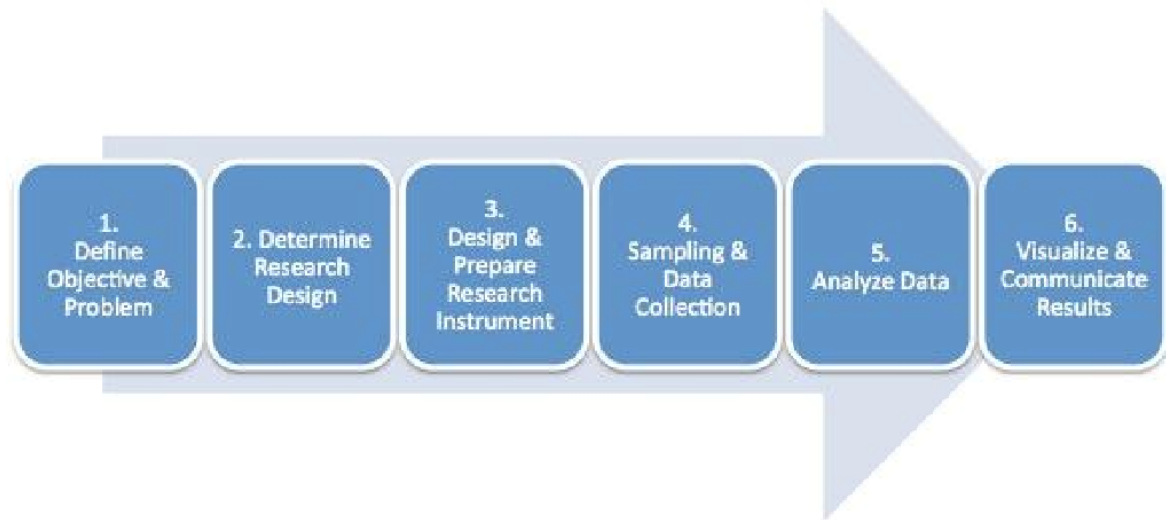 1.
Define
Objective &
Problem
2. Determine
Research
Design
3.
Design &
Prepare
Research
Instrument
4.
Sampling &
Data
Collection
5.
Analyze Data
6.
Visualize &
Communicate
Results